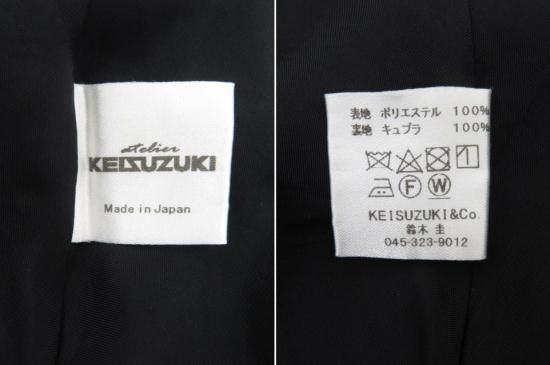 atelier
KEISUZUKI
Made in Japan
表地 ポリエステル 100%
裏地 キュプラ 100%
F W
KEISUZUKI&Co.
鈴木 圭
045-323-9012